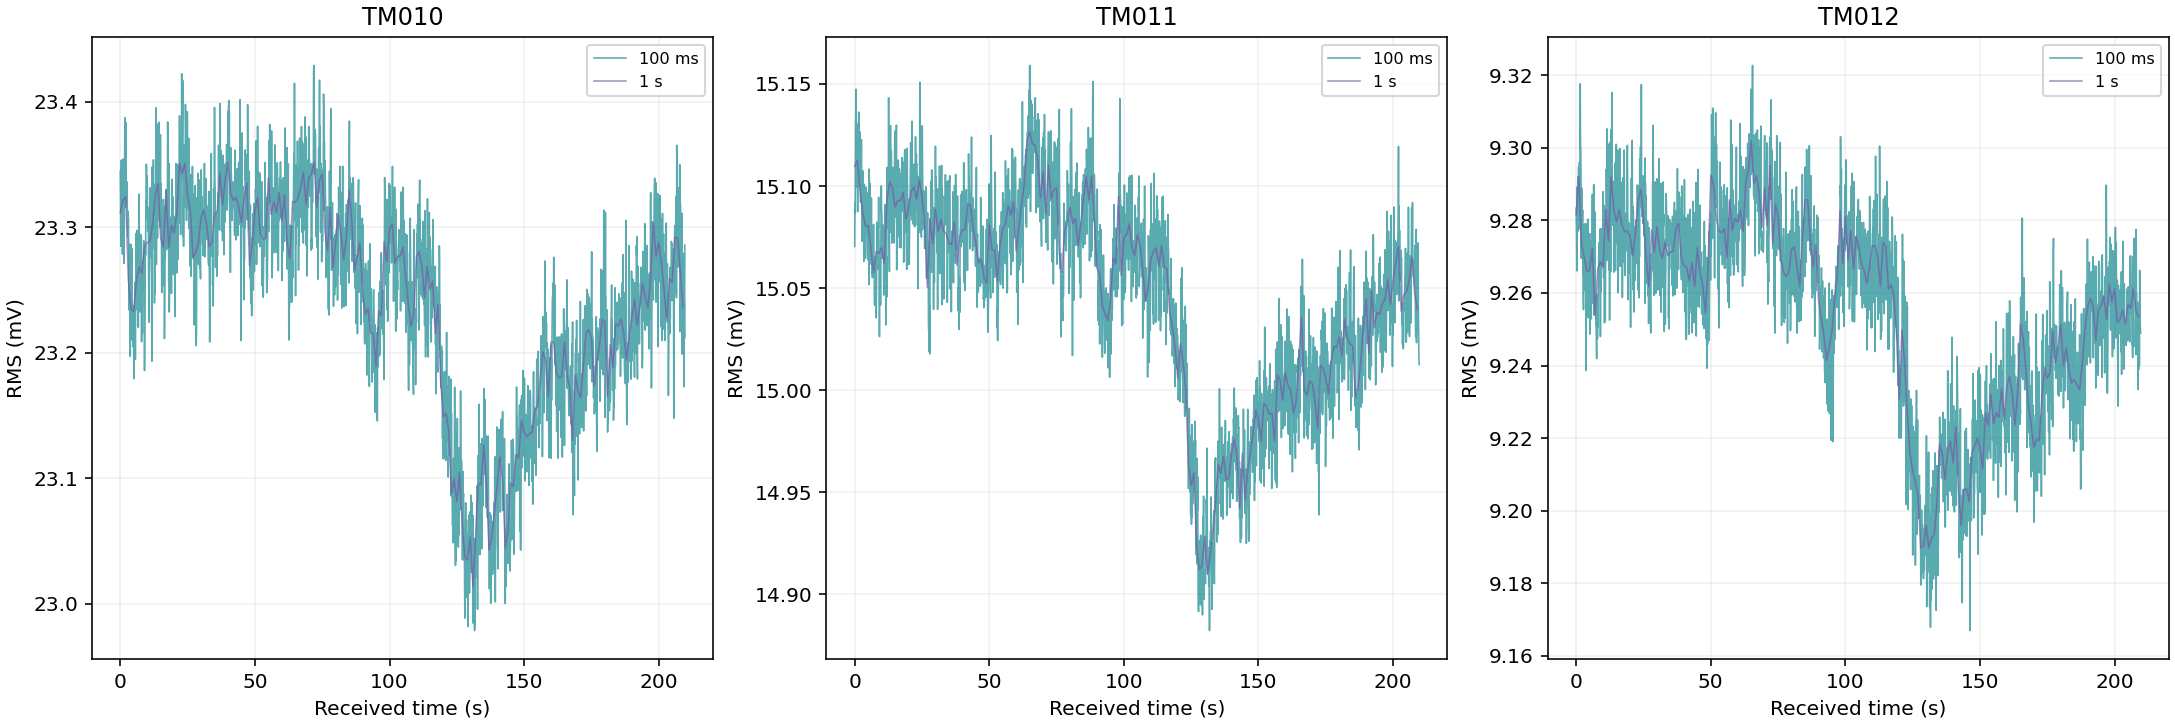 TM010
100 ms
1 s
23.4
23.3
23.2
23.1
23.0
RMS (mV)
0
50
100
150
200
Received time (s)
TM011
100 ms
1 s
15.15
15.10
15.05
15.00
14.95
14.90
RMS (mV)
0
50
100
150
200
Received time (s)
TM012
100 ms
1 s
9.32
9.30
9.28
9.26
9.24
9.22
9.20
9.18
9.16
RMS (mV)
0
50
100
150
200
Received time (s)